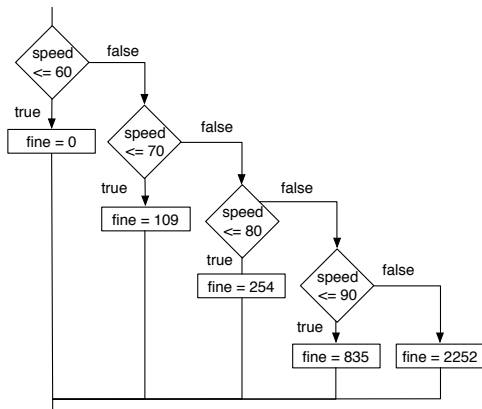 speed
<= 60
false
true
fine = 0
speed
<= 70
false
true
fine = 109
speed
<= 80
false
true
fine = 254
speed
<= 90
false
true
fine = 835
fine = 2252